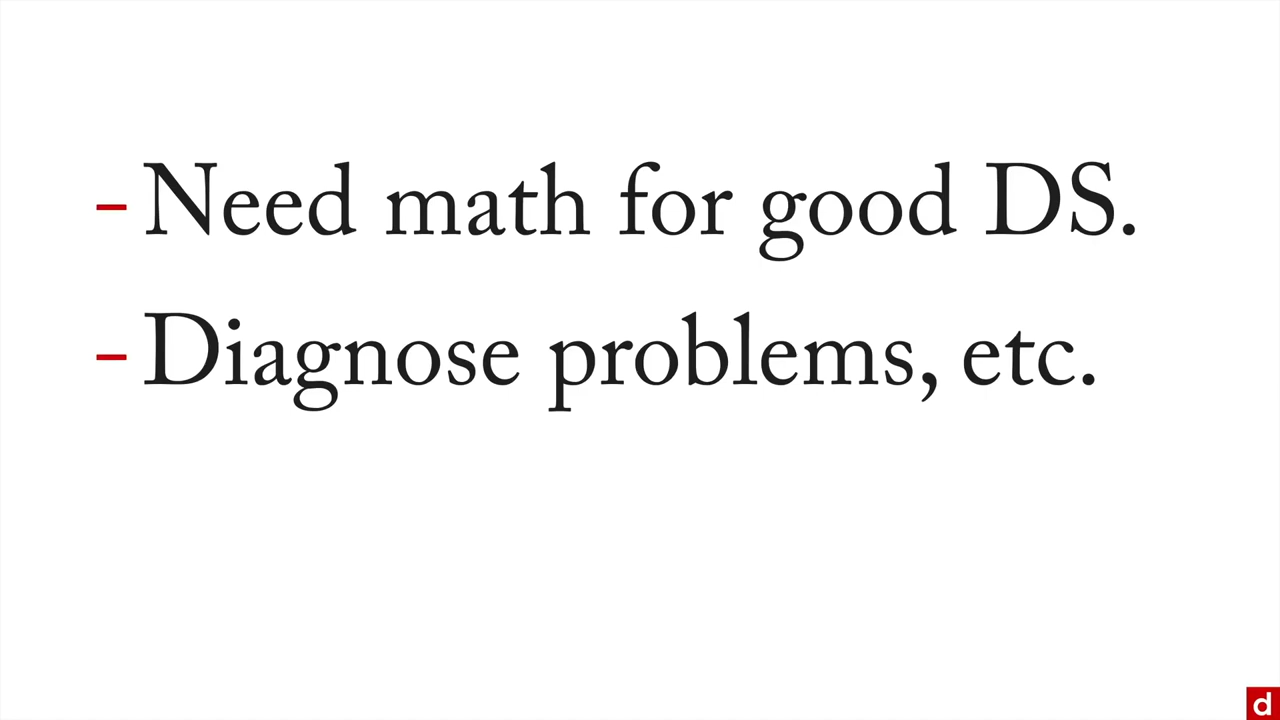 - Need math for good DS.
- Diagnose problems, etc.
d